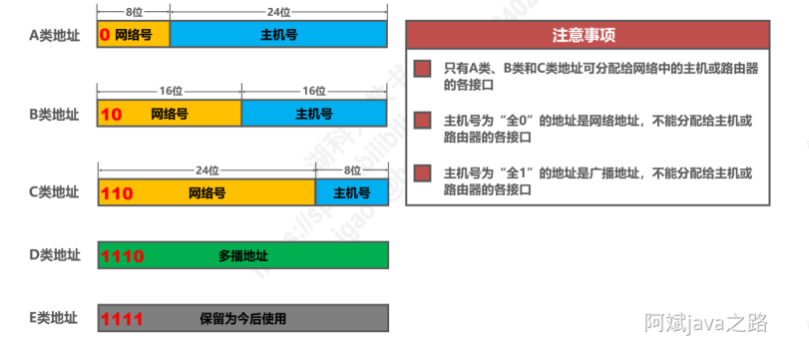 8位 24位
A类地址 0 网络号 主机号
16位 16位
B类地址 10 网络号 主机号
24位 8位
C类地址 110 网络号 主机号
D类地址 1110 多播地址
E类地址 1111 保留为今后使用
注意事项
只有A类、B类和C类地址可分配给网络中的主机或路由器
的各接口
主机号为“全0”的地址是网络地址，不能分配给主机或
路由器的各接口
主机号为“全1”的地址是广播地址，不能分配给主机或
路由器的各接口
阿斌java之路